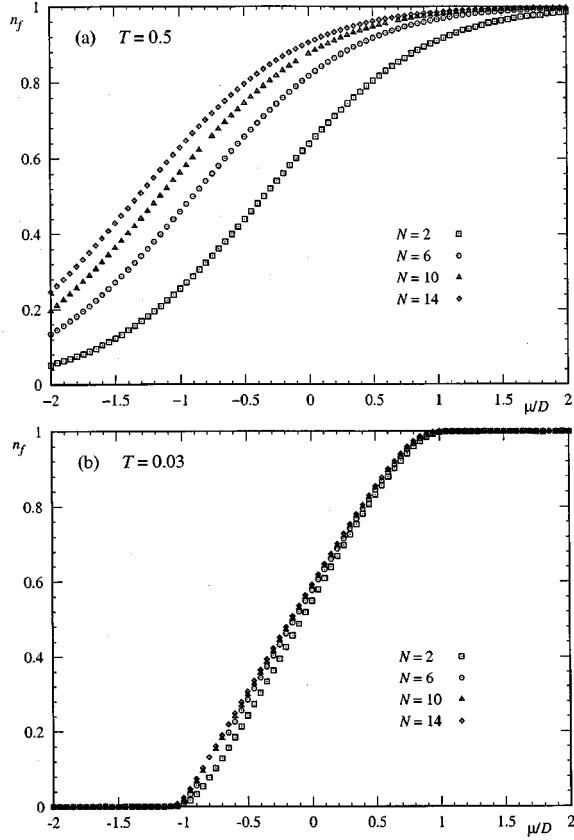 n_f
1
(a) T = 0.5
0.8
0.6
0.4
N = 2
N = 6
N = 10
N = 14
0.2
0
−2 −1.5 −1 −0.5 0 0.5 1 1.5 μ/D 2
n_f
1
(b) T = 0.03
0.8
0.6
0.4
N = 2
N = 6
N = 10
N = 14
0.2
0
−2 −1.5 −1 −0.5 0 0.5 1 1.5 μ/D 2